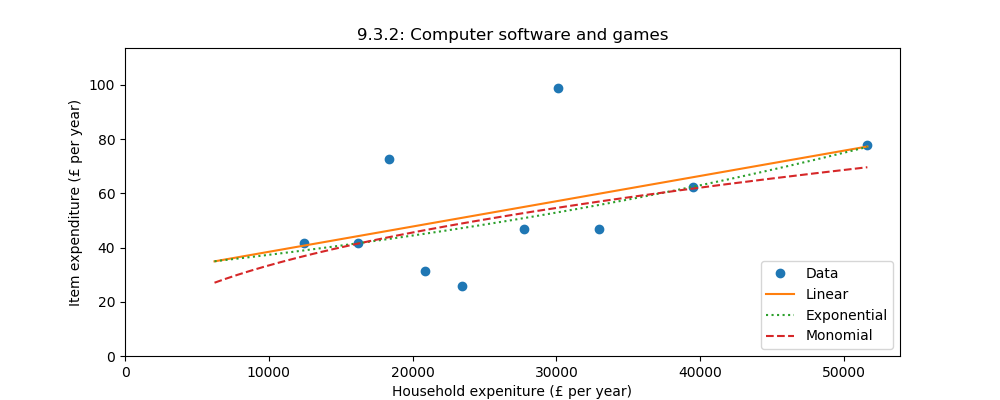 9.3.2: Computer software and games
Item expenditure (£ per year)
100
80
60
40
20
0
0 10000 20000 30000 40000 50000
Household expeniture (£ per year)
Data
Linear
Exponential
Monomial